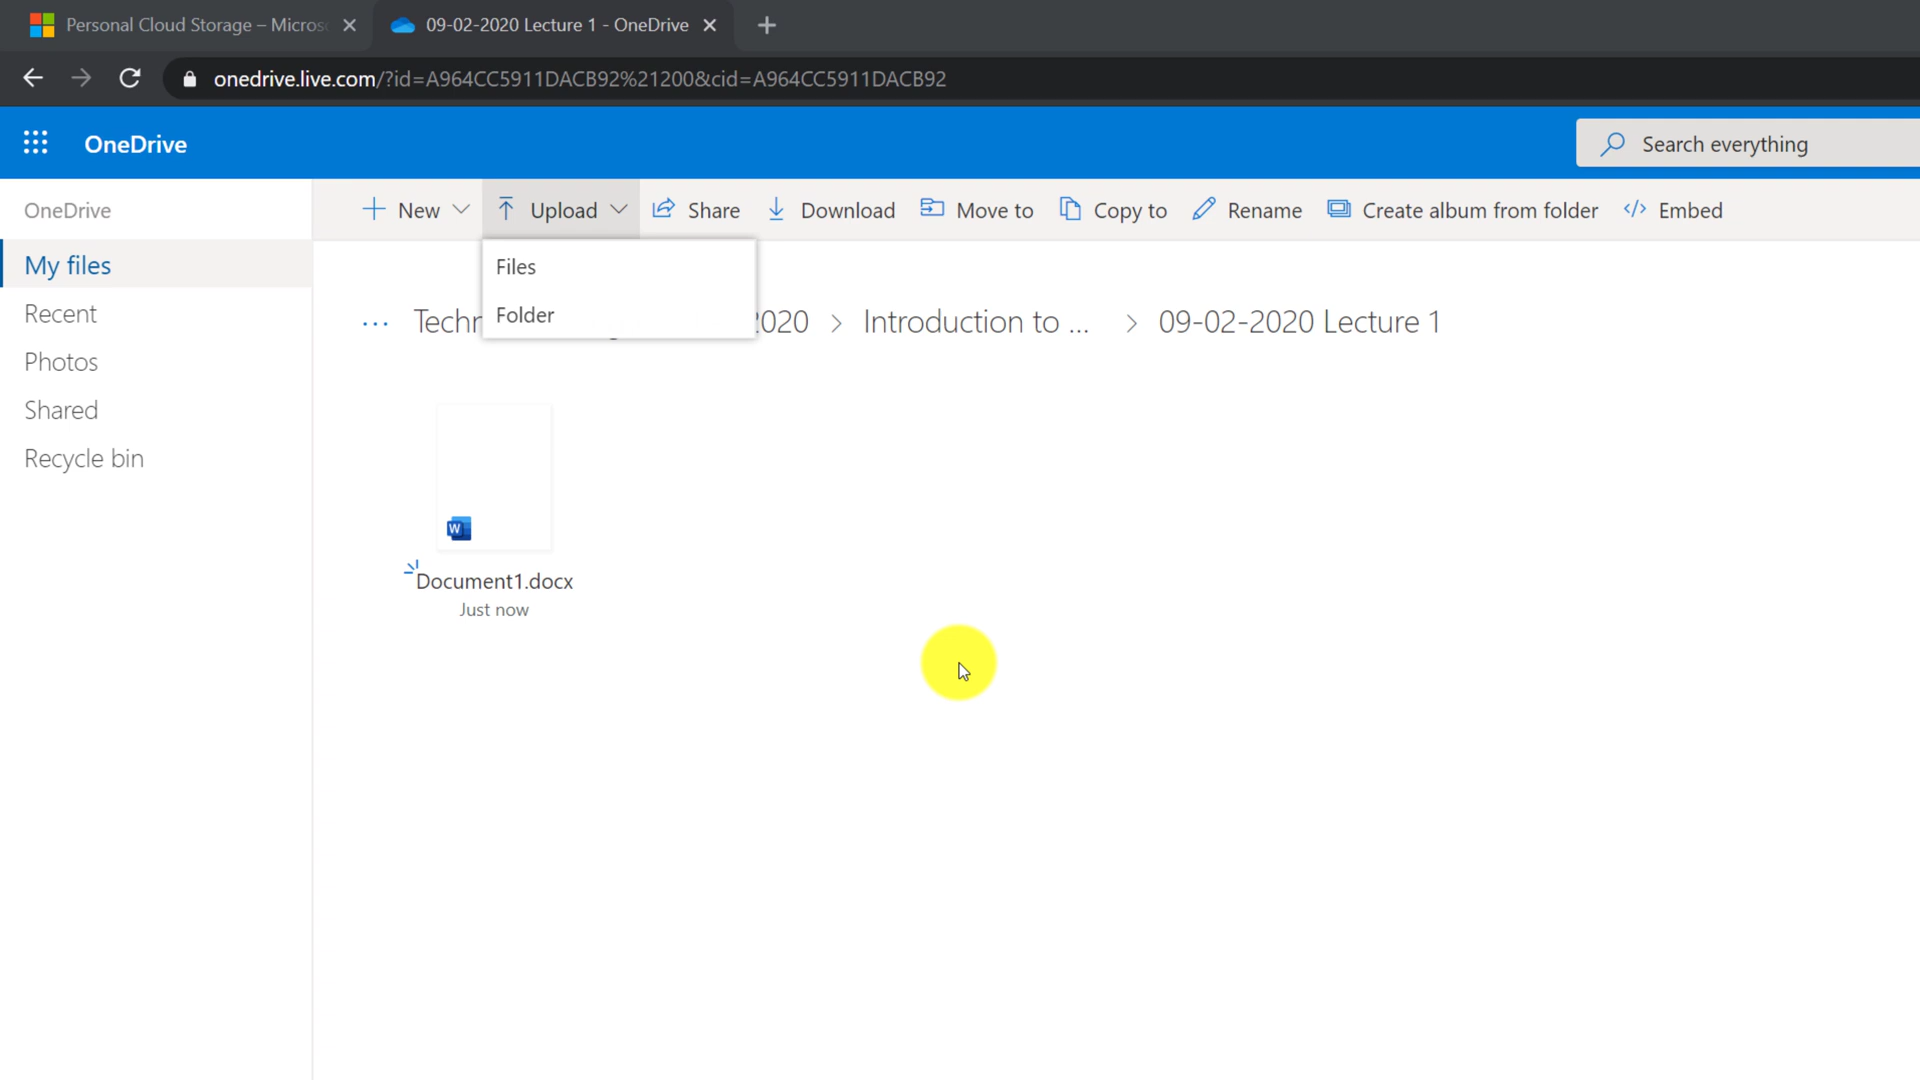 Personal Cloud Storage – Micros
09-02-2020 Lecture 1 - OneDrive
onedrive.live.com/?id=A964CC5911DACB92%21200&cid=A964CC5911DACB92
OneDrive
Search everything
OneDrive
New
Upload
Share
Download
Move to
Copy to
Rename
Create album from folder
Embed
My files
Recent
Photos
Shared
Recycle bin
Files
Folder
2020 > Introduction to ... > 09-02-2020 Lecture 1
W
Document1.docx
Just now